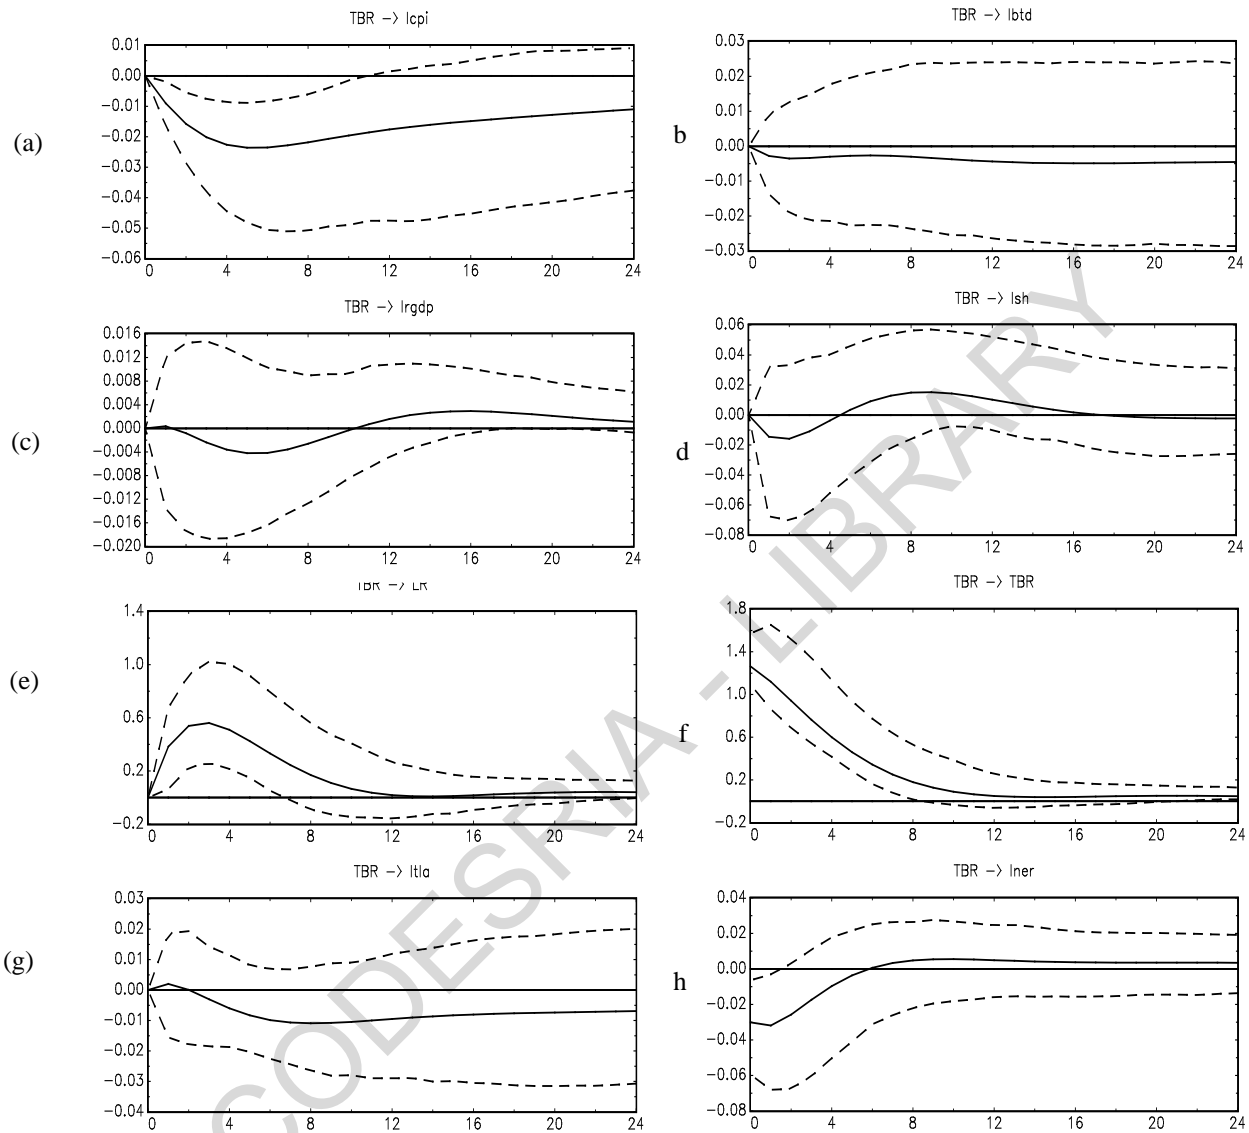 TBR -> lcpi
0.01
0.00
-0.01
-0.02
-0.03
-0.04
-0.05
-0.06
0 4 8 12 16 20 24
(a)
TBR -> lbtd
0.03
0.02
0.01
0.00
-0.01
-0.02
-0.03
0 4 8 12 16 20 24
b
TBR -> lrgdp
0.016
0.012
0.008
0.004
0.000
-0.004
-0.008
-0.012
-0.016
-0.020
0 4 8 12 16 20 24
(c)
TBR -> lsh
0.06
0.04
0.02
0.00
-0.02
-0.04
-0.06
-0.08
0 4 8 12 16 20 24
d
TBR -> LR
1.4
1.0
0.6
0.2
-0.2
0 4 8 12 16 20 24
(e)
TBR -> TBR
1.8
1.4
1.0
0.6
0.2
-0.2
0 4 8 12 16 20 24
f
TBR -> ltla
0.03
0.02
0.01
0.00
-0.01
-0.02
-0.03
-0.04
0 4 8 12 16 20 24
(g)
TBR -> lner
0.04
0.02
0.00
-0.02
-0.04
-0.06
-0.08
0 4 8 12 16 20 24
h
CODESRIA - LIBRARY